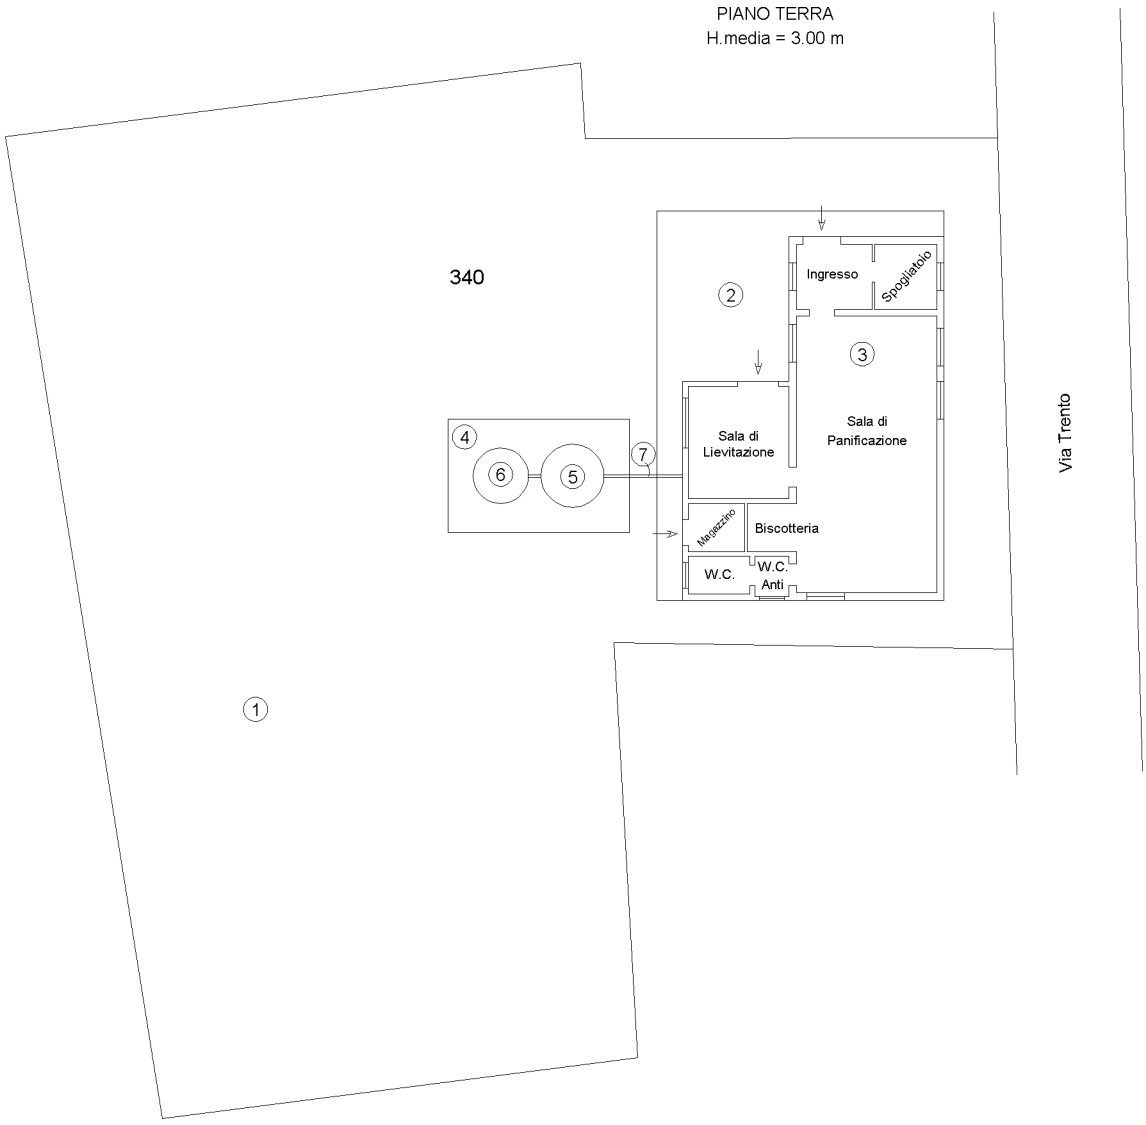 PIANO TERRA
H.media = 3.00 m
340
2
Ingresso
Spogliatoio
3
Sala di
Panificazione
Via Trento
4
6
5
7
Sala di
Lievitazione
Magazzino
Biscotteria
W.C.
W.C.
Anti
1